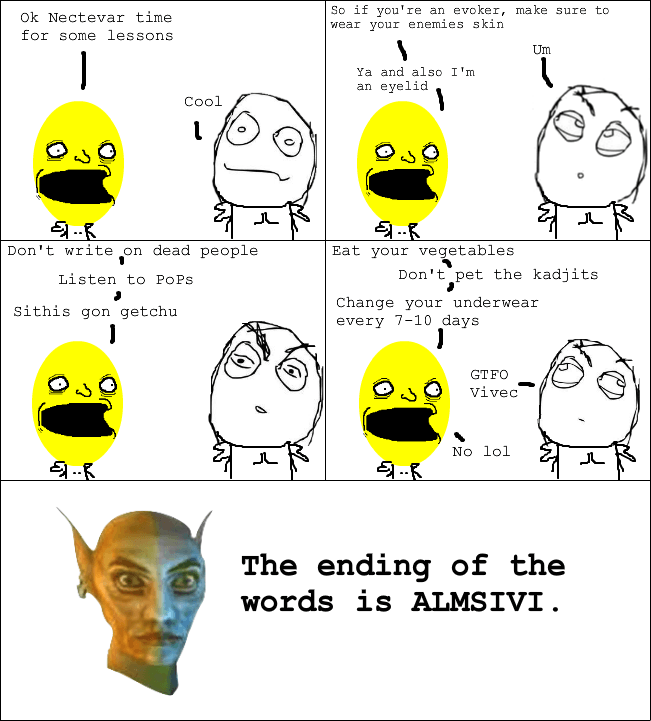 Ok Nectevar time
for some lessons
Cool
So if you're an evoker, make sure to
wear your enemies skin
Ya and also I'm
an eyelid
Um
Don't write on dead people
Listen to PoPs
Sithis gon getchu
Eat your vegetables
Don't pet the kadjits
Change your underwear
every 7-10 days
GTFO
Vivec
No lol
The ending of the
words is ALMSIVI.